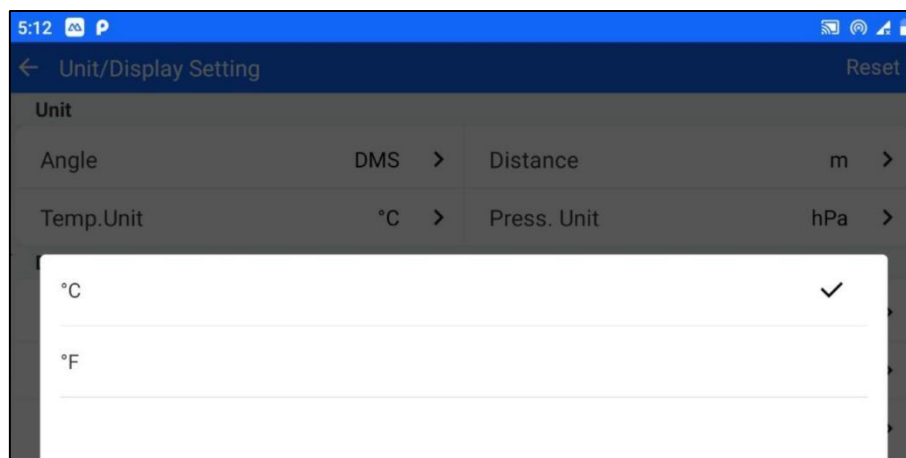 5:12
Unit/Display Setting Reset
Unit
Angle DMS Distance m
Temp.Unit °C Press. Unit hPa
°C
°F